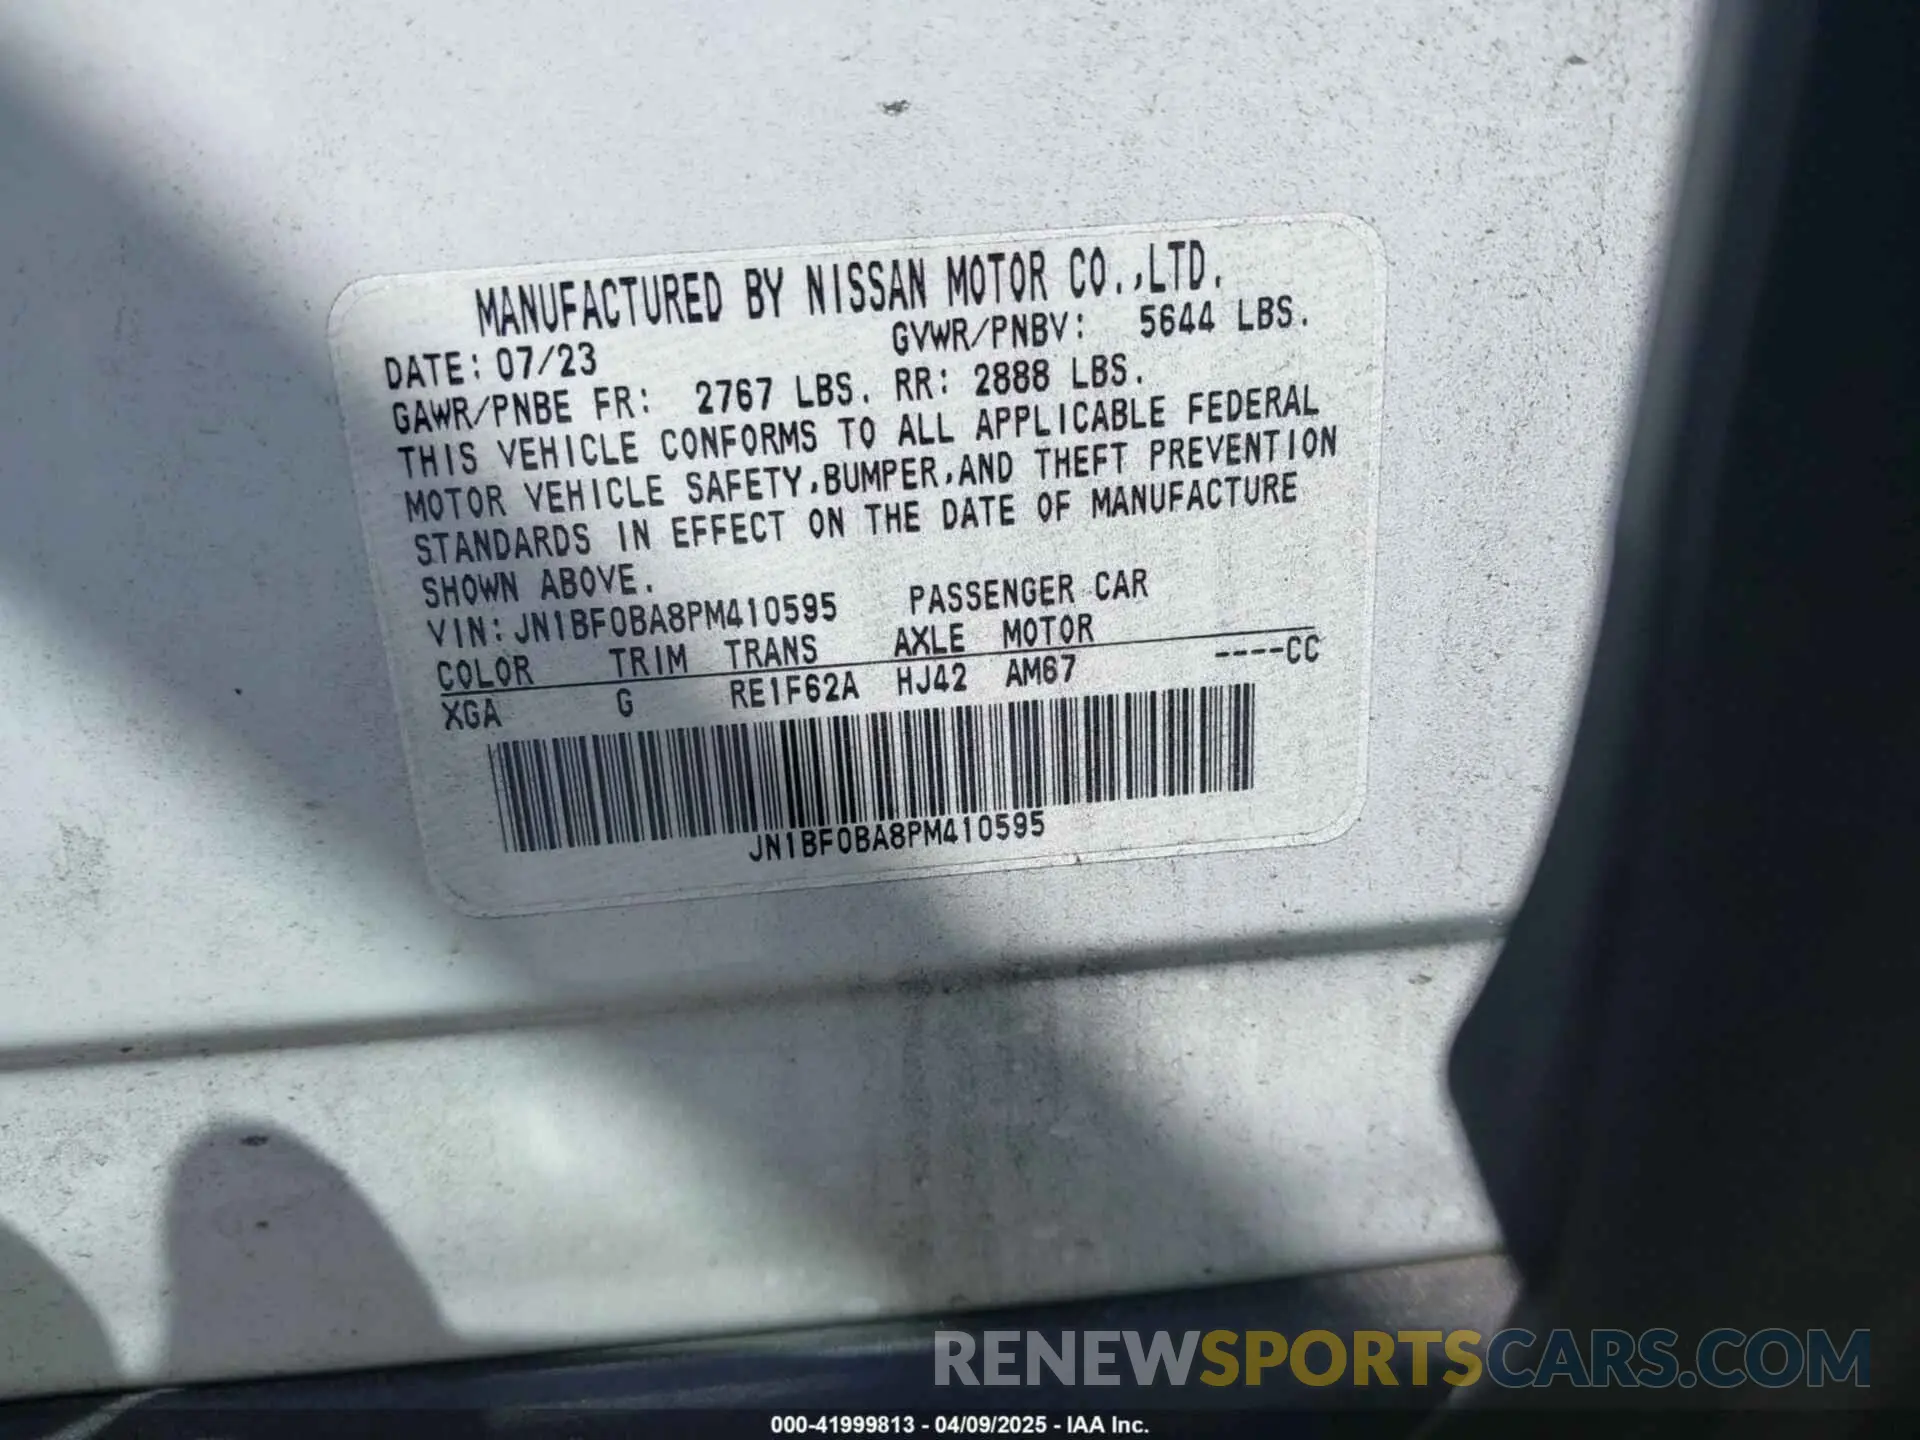 MANUFACTURED BY NISSAN MOTOR CO.,LTD.
DATE: 07/23 GVWR/PNBV: 5644 LBS.
GAWR/PNBE FR: 2767 LBS. RR: 2888 LBS.
THIS VEHICLE CONFORMS TO ALL APPLICABLE FEDERAL
MOTOR VEHICLE SAFETY,BUMPER,AND THEFT PREVENTION
STANDARDS IN EFFECT ON THE DATE OF MANUFACTURE
SHOWN ABOVE.
VIN: JN1BF0BA8PM410595 PASSENGER CAR
COLOR TRIM TRANS AXLE MOTOR
XGA G RE1F62A HJ42 AM67 ----CC
JN1BF0BA8PM410595
RENEWSPORTSCARS.COM
000-41999813 - 04/09/2025 - IAA Inc.